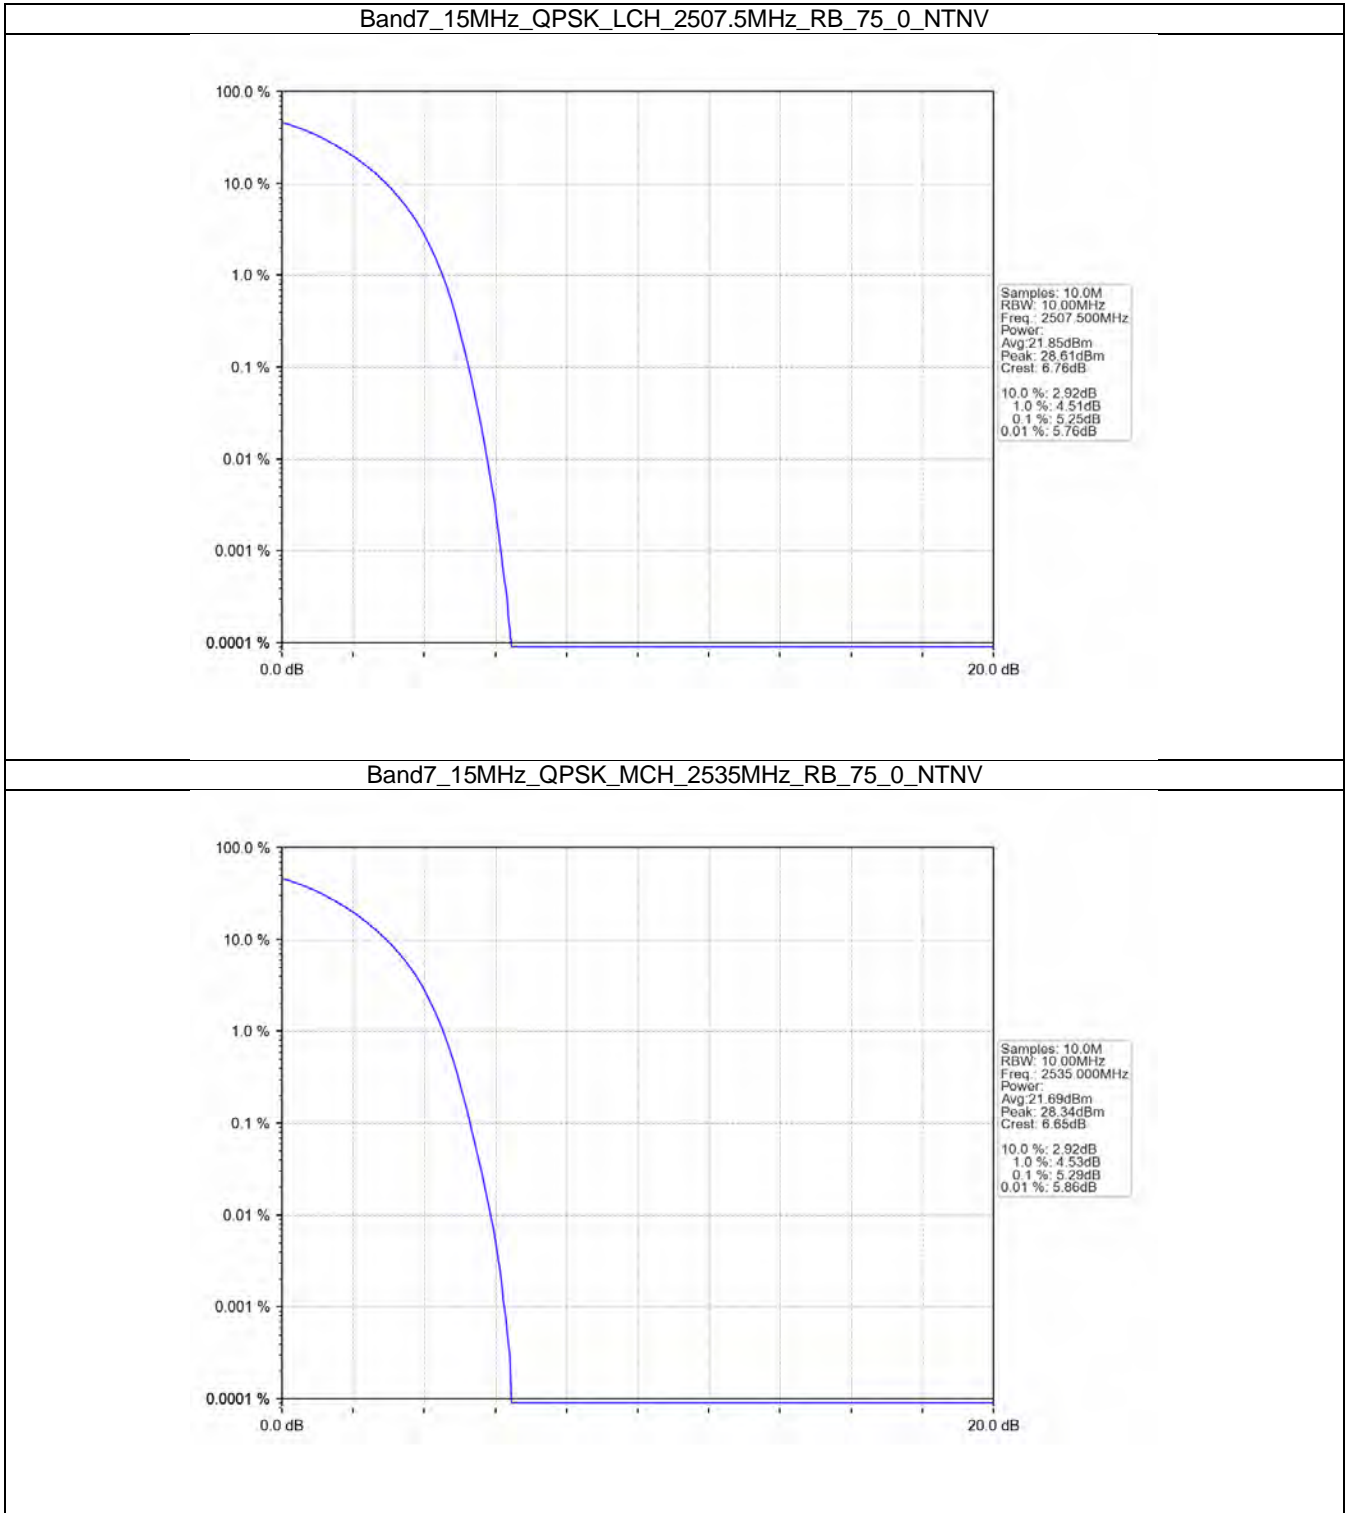 Band7_15MHz_QPSK_LCH_2507.5MHz_RB_75_0_NTNV
100.0 %
10.0 %
1.0 %
0.1 %
0.01 %
0.001 %
0.0001 %
0.0 dB
20.0 dB
Samples: 10.0M
RBW: 10.00MHz
Freq.: 2507.500MHz
Power:
Avg:21.85dBm
Peak: 28.61dBm
Crest: 6.76dB
10.0 %: 2.92dB
1.0 %: 4.51dB
0.1 %: 5.25dB
0.01 %: 5.76dB
Band7_15MHz_QPSK_MCH_2535MHz_RB_75_0_NTNV
100.0 %
10.0 %
1.0 %
0.1 %
0.01 %
0.001 %
0.0001 %
0.0 dB
20.0 dB
Samples: 10.0M
RBW: 10.00MHz
Freq.: 2535.000MHz
Power:
Avg:21.69dBm
Peak: 28.34dBm
Crest: 6.65dB
10.0 %: 2.92dB
1.0 %: 4.53dB
0.1 %: 5.29dB
0.01 %: 5.86dB